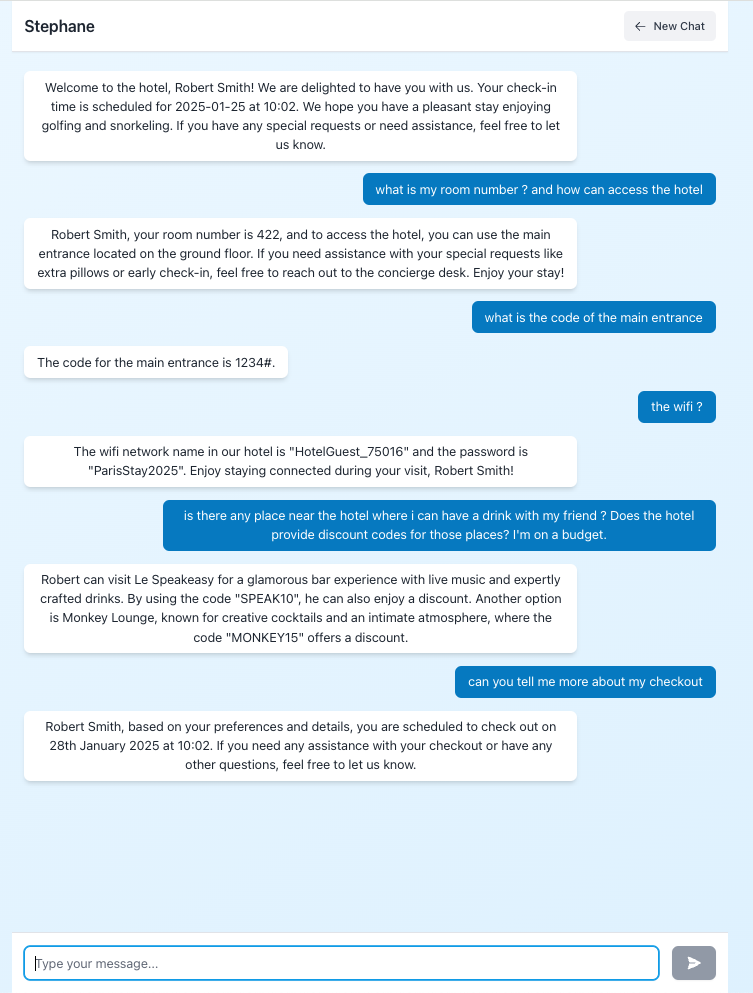 Stephane
← New Chat
Welcome to the hotel, Robert Smith! We are delighted to have you with us. Your check-in
time is scheduled for 2025-01-25 at 10:02. We hope you have a pleasant stay enjoying
golfing and snorkeling. If you have any special requests or need assistance, feel free to let
us know.
what is my room number ? and how can access the hotel
Robert Smith, your room number is 422, and to access the hotel, you can use the main
entrance located on the ground floor. If you need assistance with your special requests like
extra pillows or early check-in, feel free to reach out to the concierge desk. Enjoy your stay!
what is the code of the main entrance
The code for the main entrance is 1234#.
the wifi ?
The wifi network name in our hotel is "HotelGuest_75016" and the password is
"ParisStay2025". Enjoy staying connected during your visit, Robert Smith!
is there any place near the hotel where i can have a drink with my friend ? Does the hotel
provide discount codes for those places? I'm on a budget.
Robert can visit Le Speakeasy for a glamorous bar experience with live music and expertly
crafted drinks. By using the code "SPEAK10", he can also enjoy a discount. Another option
is Monkey Lounge, known for creative cocktails and an intimate atmosphere, where the
code "MONKEY15" offers a discount.
can you tell me more about my checkout
Robert Smith, based on your preferences and details, you are scheduled to check out on
28th January 2025 at 10:02. If you need any assistance with your checkout or have any
other questions, feel free to let us know.
Type your message...